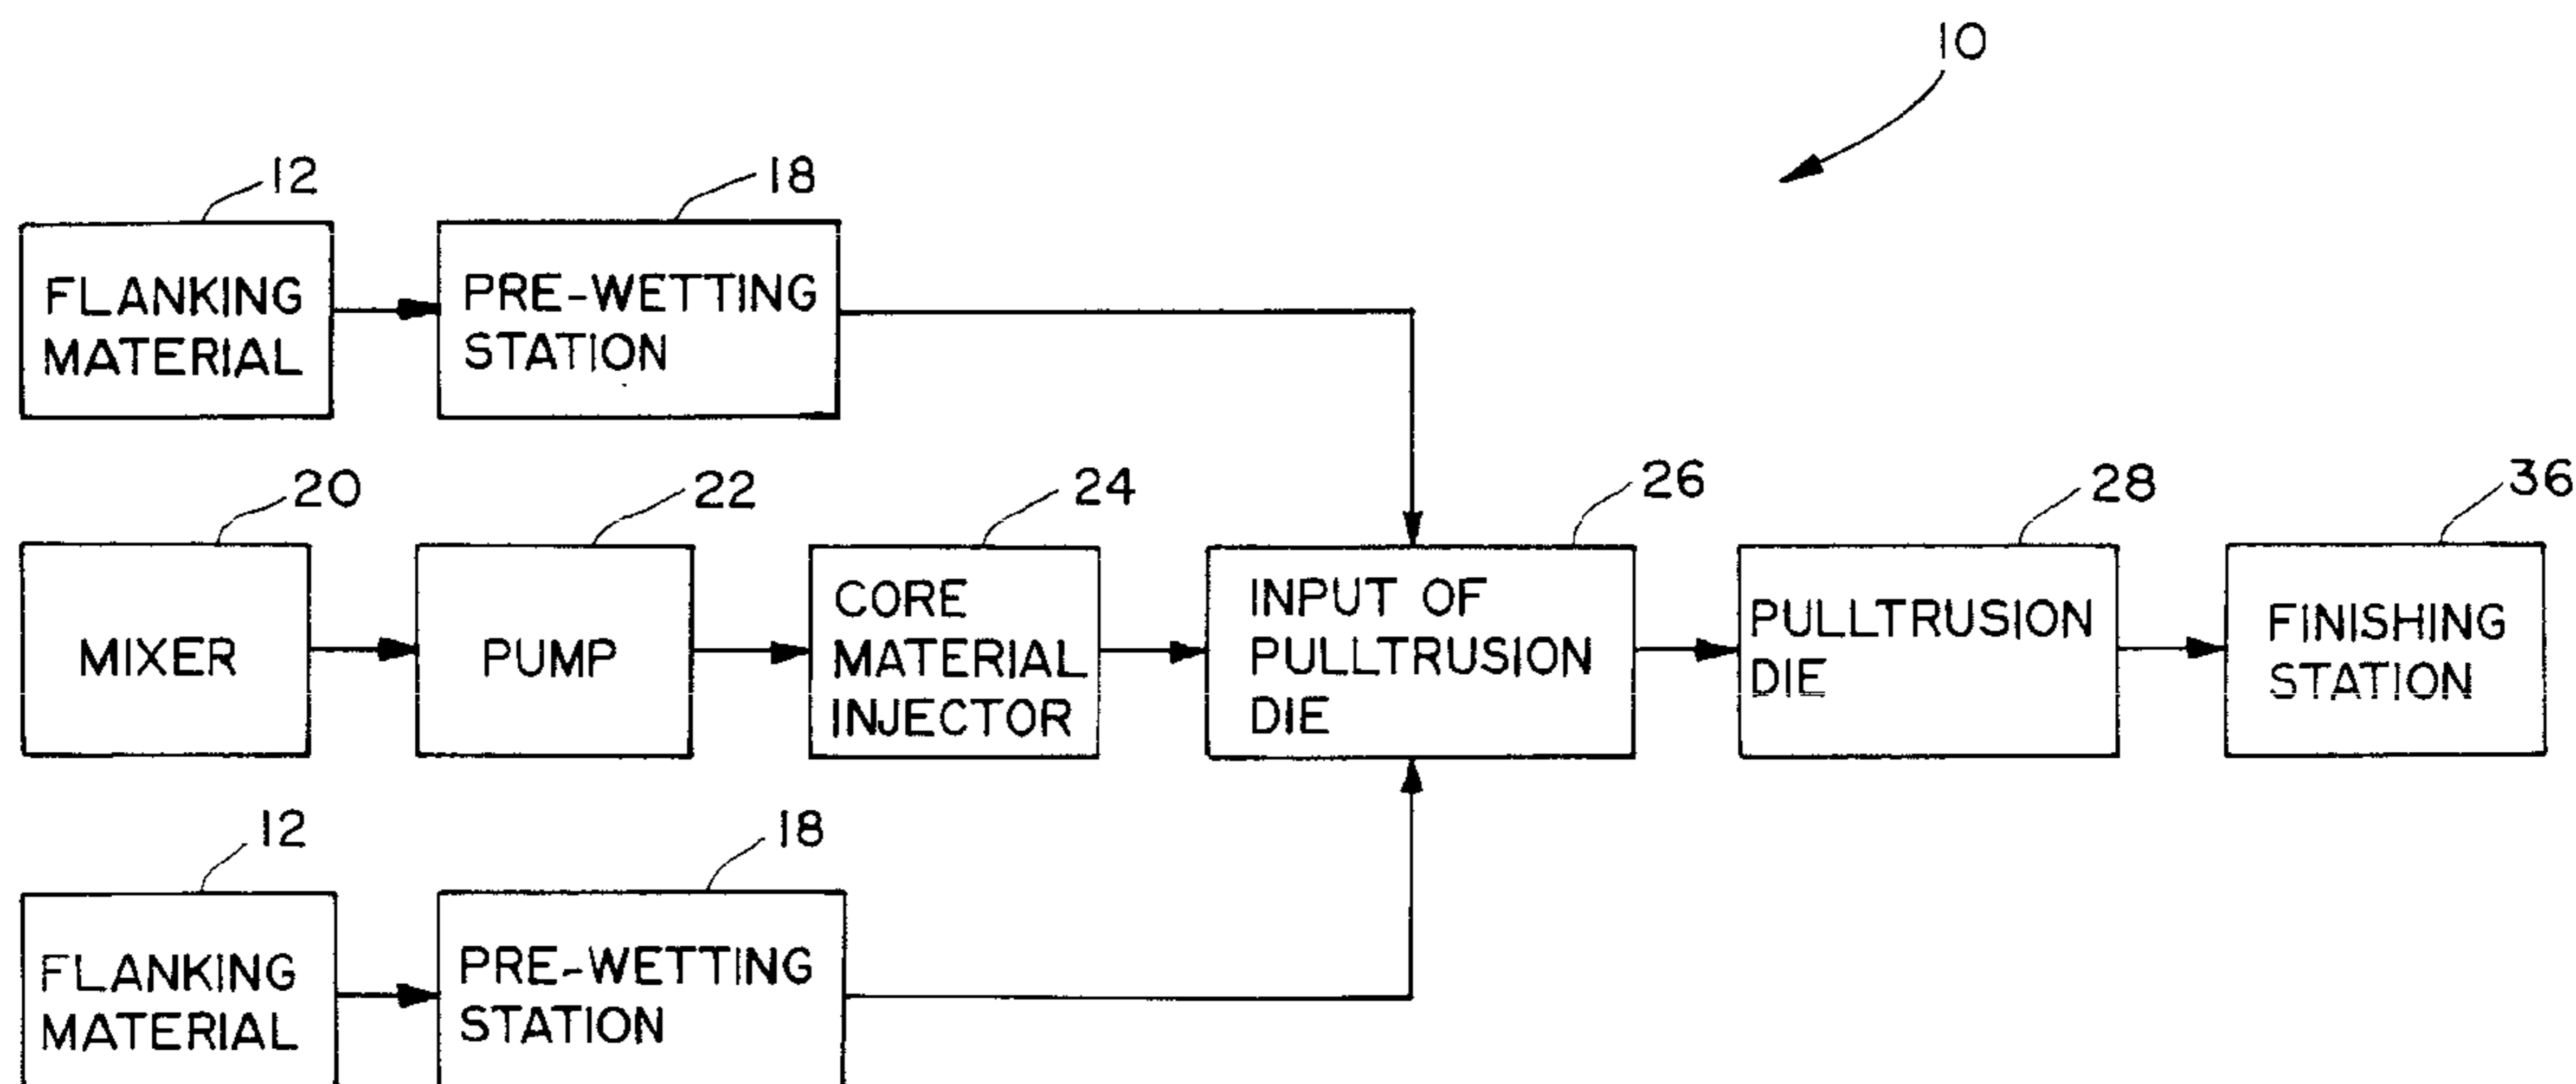 10
12
18
FLANKING
MATERIAL
PRE-WETTING
STATION
20
22
24
26
28
36
MIXER
PUMP
CORE
MATERIAL
INJECTOR
INPUT OF
PULLTRUSION
DIE
PULLTRUSION
DIE
FINISHING
STATION
12
18
FLANKING
MATERIAL
PRE-WETTING
STATION